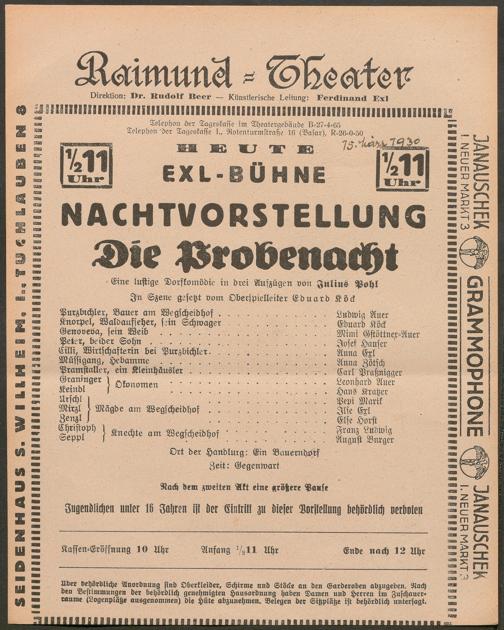 Raimund-Theater
Direktion: Dr. Rudolf Beer — Künstlerische Leitung: Ferdinand Exl
Telephon der Tageskasse im Theatergebäude B-27-4-65
Telephon der Tageskasse I., Rotenturmstraße 16 (Basar), R-26-0-50
15. März 1930
½11 Uhr
HEUTE
½11 Uhr
EXL-BÜHNE
NACHTVORSTELLUNG
Die Probenacht
Eine lustige Dorfkomödie in drei Aufzügen von Julius Pohl
In Szene gesetzt vom Oberspielleiter Eduard Köck
Purzbichler, Bauer am Wegscheidhof Ludwig Auer
Knorpel, Waldaufseher, sein Schwager Eduard Köck
Genoveva, sein Weib Mimi Gstöttner-Auer
Peter, beider Sohn Josef Hauser
Cilli, Wirtschafterin bei Purzbichler Anna Exl
Müßigang, Hebamme Anna Zötsch
Pramstaller, ein Kleinhäusler Carl Praßnigger
Graninger } Ökonomen Leonhard Auer
Keindl } Hans Kratzer
Urschl } Mägde am Wegscheidhof Pepi Marik
Mirzl Ilse Exl
Zenzl Else Horst
Christoph } Knechte am Wegscheidhof Franz Ludwig
Seppl August Burger
Ort der Handlung: Ein Bauerndorf
Zeit: Gegenwart
Nach dem zweiten Akt eine größere Pause
Jugendlichen unter 16 Jahren ist der Eintritt zu dieser Vorstellung behördlich verboten
Kassen-Eröffnung 10 Uhr Anfang ½11 Uhr Ende nach 12 Uhr
Über behördliche Anordnung sind Oberkleider, Schirme und Stöcke an den Garderoben abzugeben. Nach
den Bestimmungen der behördlich genehmigten Hausordnung haben Damen und Herren im Zuschauer-
raume (Logenplätze ausgenommen) die Hüte abzunehmen. Belegen der Sitzplätze ist behördlich untersagt.
SEIDENHAUS S. WILLHEIM, I., TUCHLAUBEN 8
JANAUSCHEK
I. NEUER MARKT 3
GRAMMOPHONE
JANAUSCHEK
I. NEUER MARKT 3